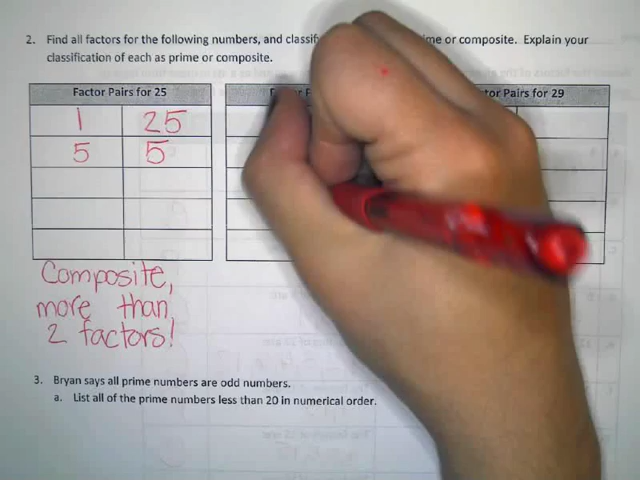 2. Find all factors for the following numbers, and classify or composite. Explain your
classification of each as prime or composite.
Factor Pairs for 25
Pairs for 29
1 25
5 5
Composite,
more than
2 factors!
3. Bryan says all prime numbers are odd numbers.
a. List all of the prime numbers less than 20 in numerical order.